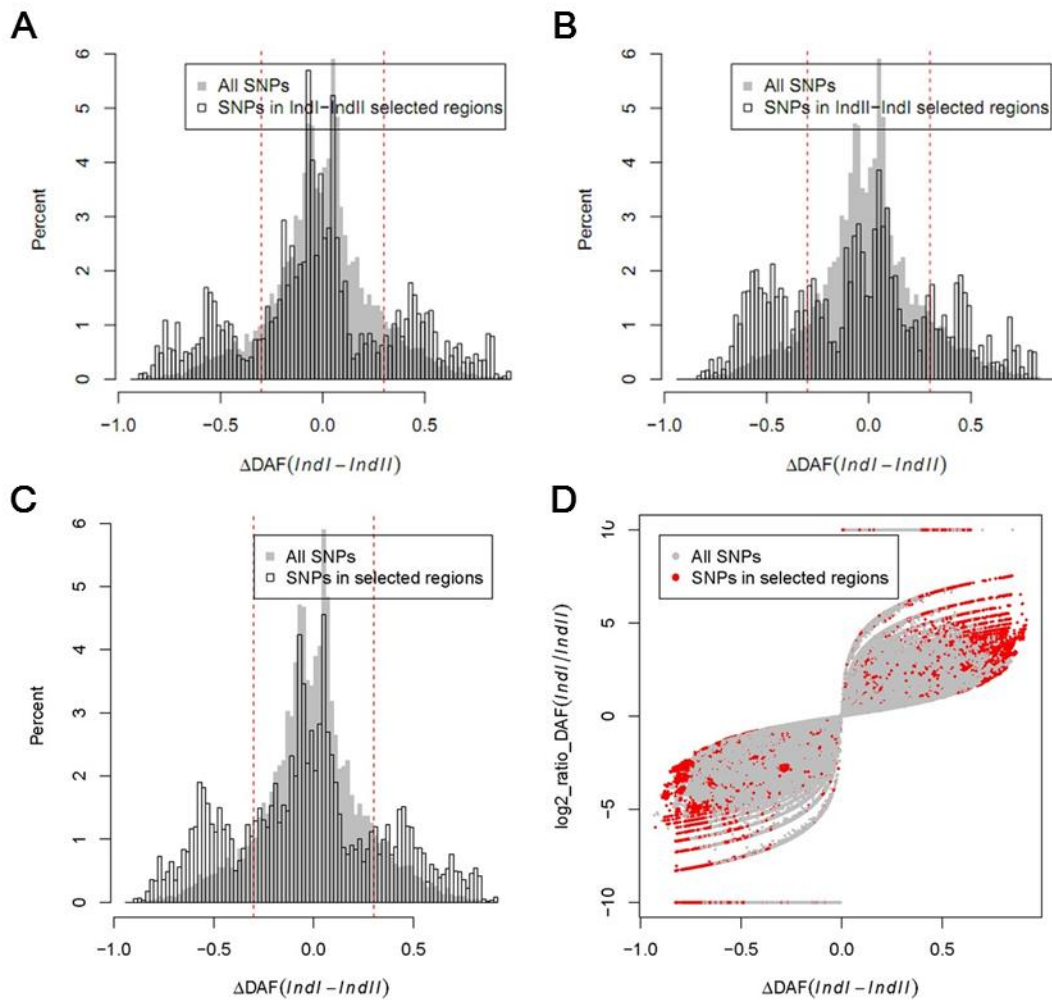 A
All SNPs
SNPs in IndI−IndII selected regions
Percent
6
5
4
3
2
1
0
−1.0 −0.5 0.0 0.5
ΔDAF(IndI−IndII)
B
All SNPs
SNPs in IndII−IndI selected regions
Percent
6
5
4
3
2
1
0
−1.0 −0.5 0.0 0.5
ΔDAF(IndI−IndII)
C
All SNPs
SNPs in selected regions
Percent
6
5
4
3
2
1
0
−1.0 −0.5 0.0 0.5
ΔDAF(IndI−IndII)
D
All SNPs
SNPs in selected regions
log2_ratio_DAF(IndI/IndII)
10
5
0
−5
−10
−1.0 −0.5 0.0 0.5
ΔDAF(IndI−IndII)